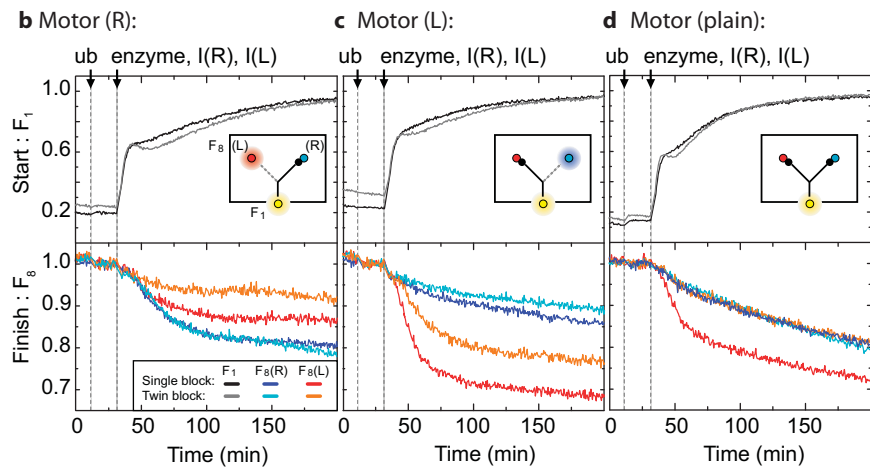 b Motor (R):
c Motor (L):
d Motor (plain):
ub enzyme, I(R), I(L)
ub enzyme, I(R), I(L)
ub enzyme, I(R), I(L)
Start : F1
1.0
0.6
0.2
F8 (L) (R)
F1
Finish : F8
1.0
0.9
0.8
0.7
F1 F8(R) F8(L)
Single block:
Twin block:
0 50 100 150
0 50 100 150
0 50 100 150
Time (min)
Time (min)
Time (min)